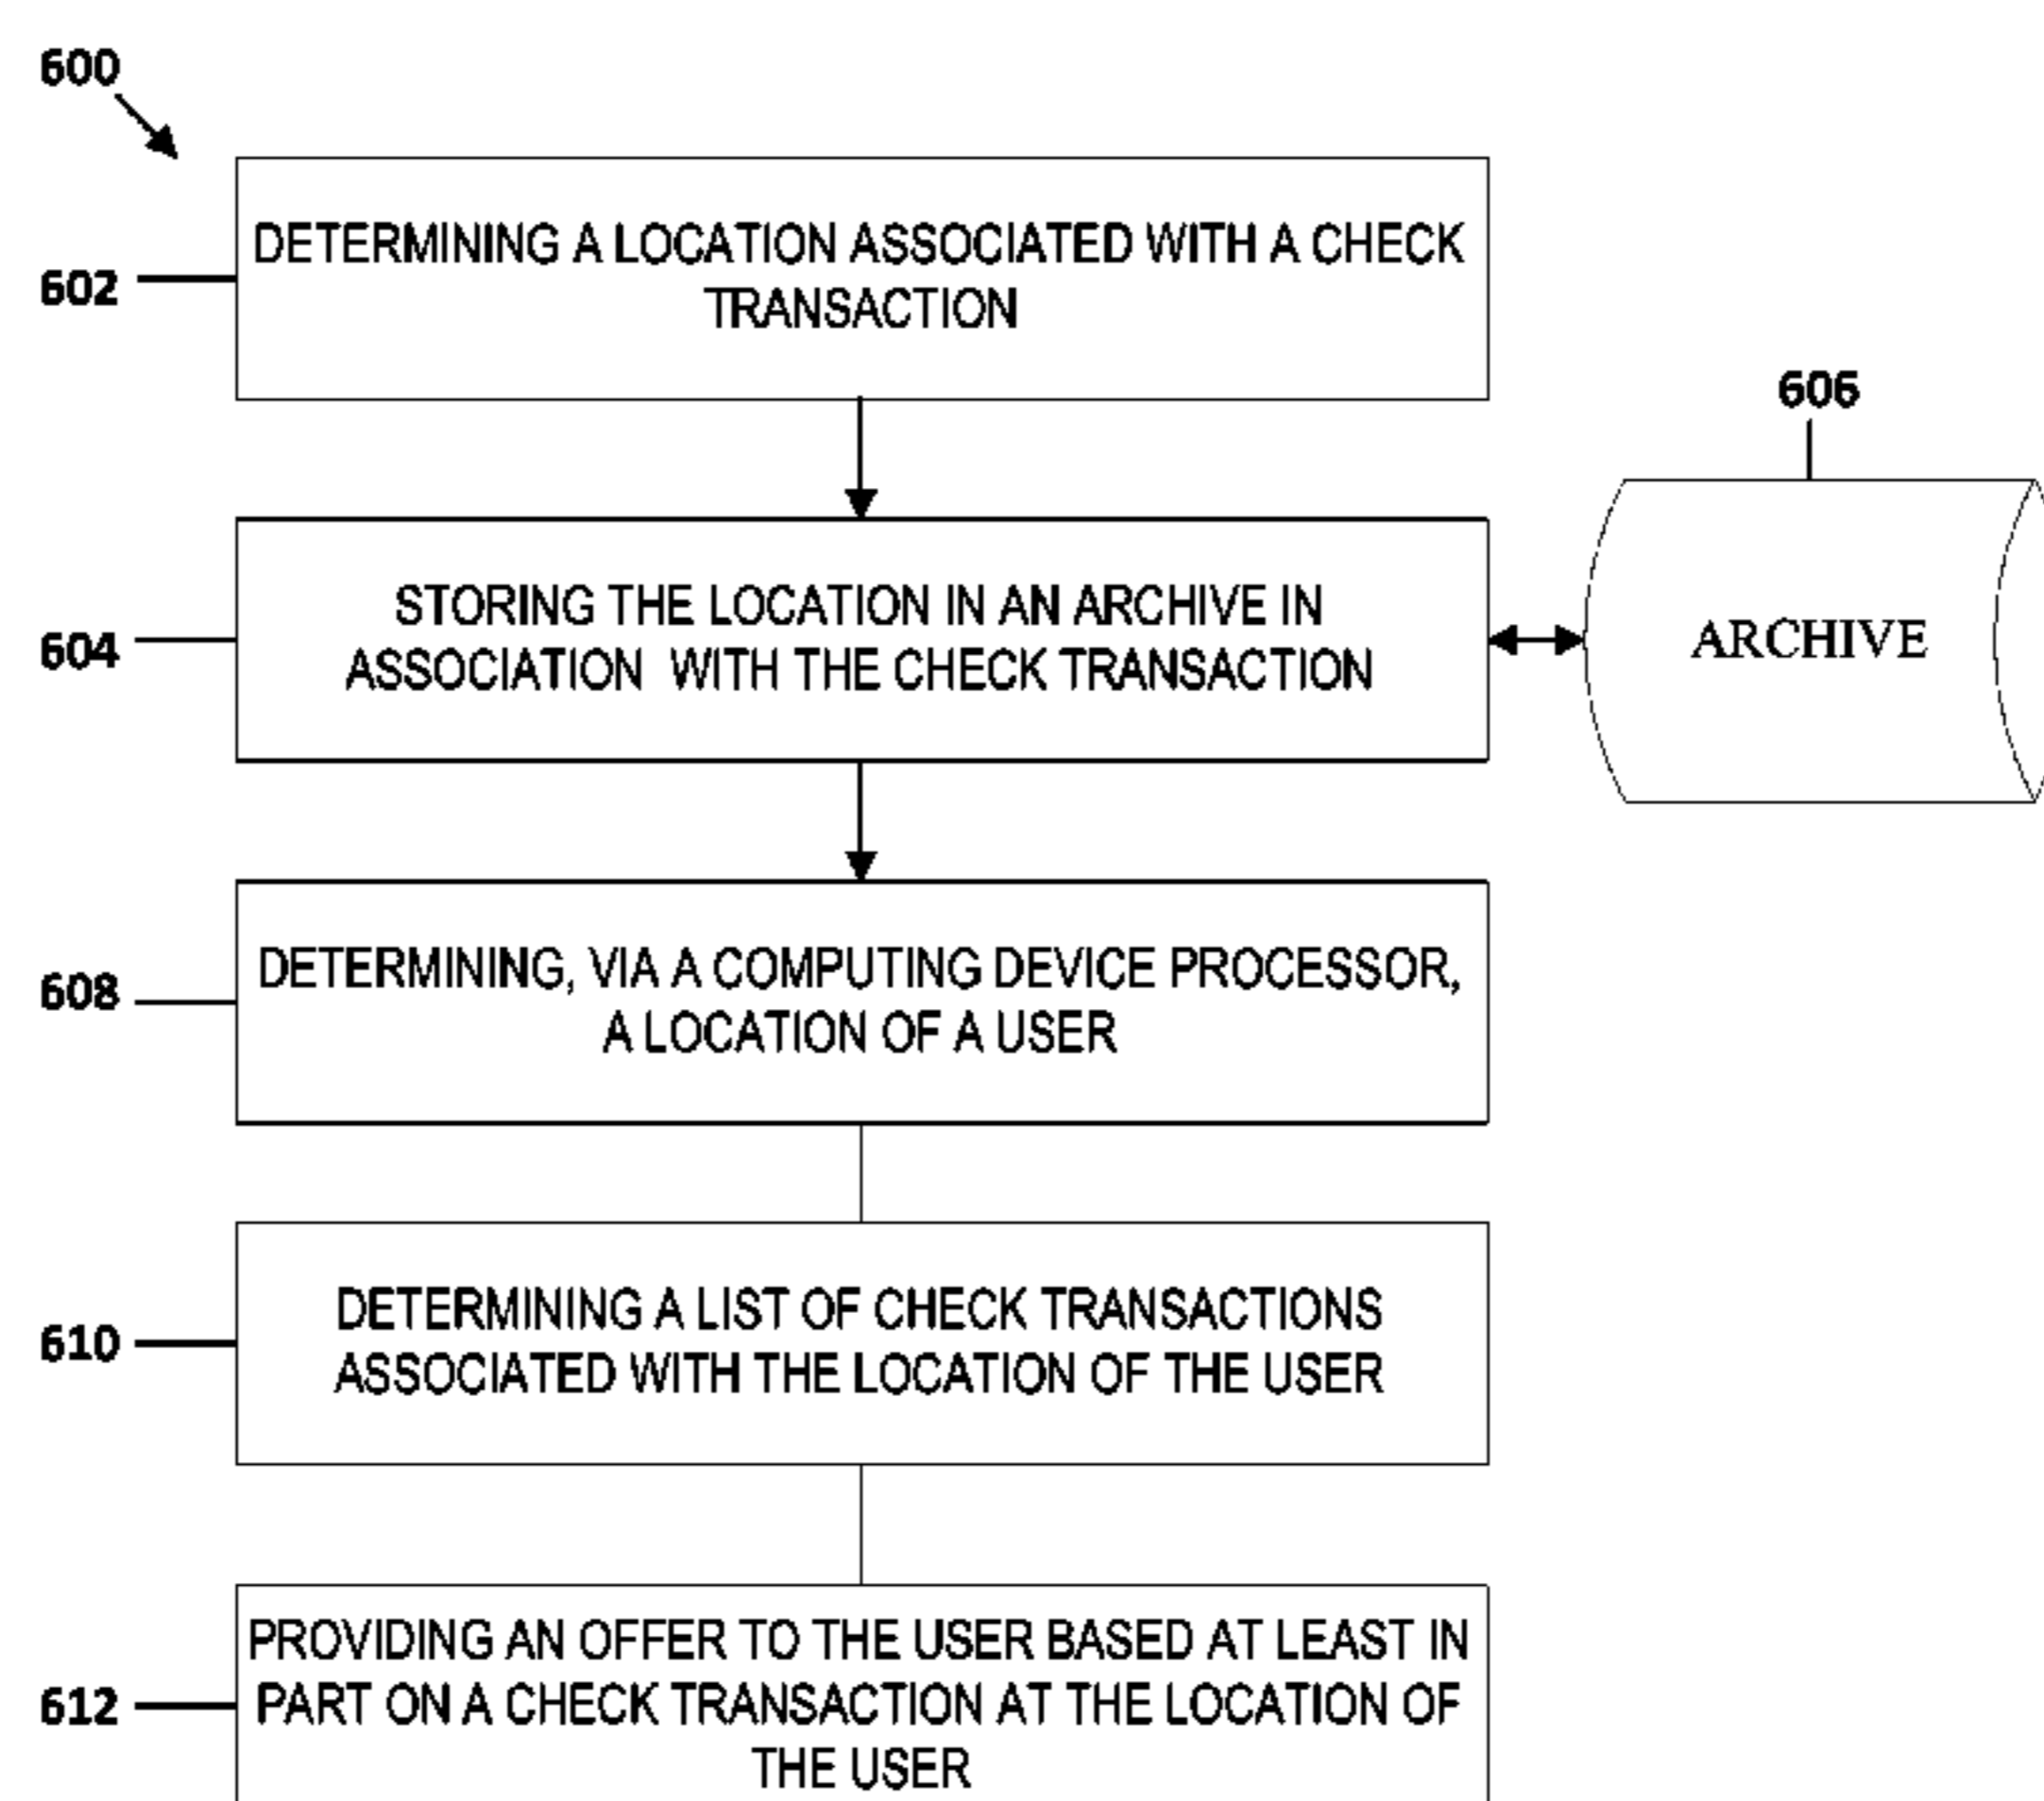 600
602
DETERMINING A LOCATION ASSOCIATED WITH A CHECK
TRANSACTION
606
604
STORING THE LOCATION IN AN ARCHIVE IN
ASSOCIATION WITH THE CHECK TRANSACTION
ARCHIVE
608
DETERMINING, VIA A COMPUTING DEVICE PROCESSOR,
A LOCATION OF A USER
610
DETERMINING A LIST OF CHECK TRANSACTIONS
ASSOCIATED WITH THE LOCATION OF THE USER
612
PROVIDING AN OFFER TO THE USER BASED AT LEAST IN
PART ON A CHECK TRANSACTION AT THE LOCATION OF
THE USER